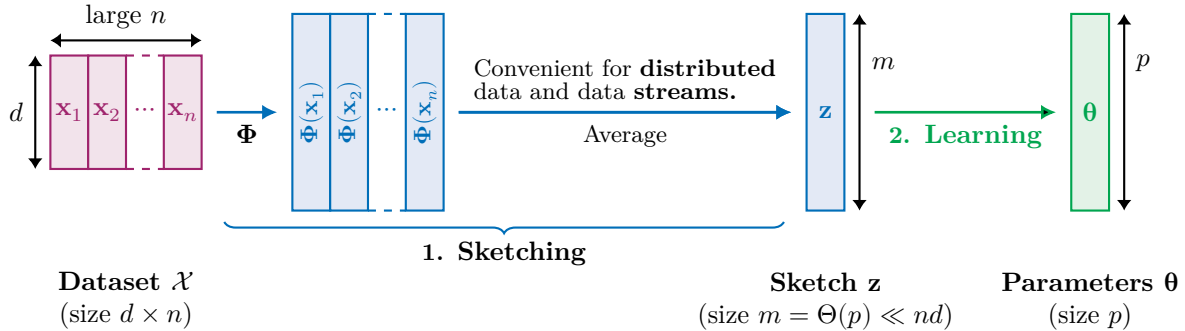 large n
d
x₁ x₂ ... xₙ
Φ
Φ(x₁) Φ(x₂) ... Φ(xₙ)
Convenient for distributed
data and data streams.
Average
z
m
2. Learning
θ
p
1. Sketching
Dataset 𝒳
(size d × n)
Sketch z
(size m = Θ(p) ≪ nd)
Parameters θ
(size p)